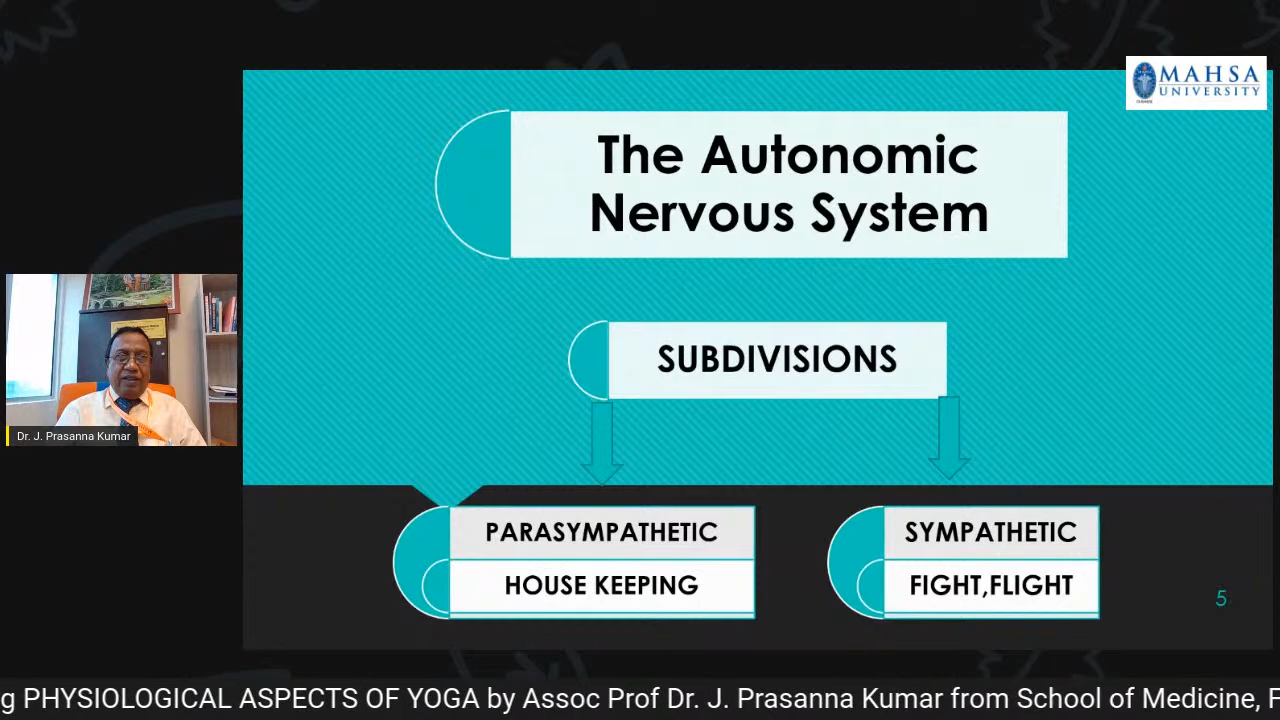 MAHSA
UNIVERSITY
The Autonomic
Nervous System
SUBDIVISIONS
PARASYMPATHETIC
HOUSE KEEPING
SYMPATHETIC
FIGHT,FLIGHT
5
Dr. J. Prasanna Kumar
g PHYSIOLOGICAL ASPECTS OF YOGA by Assoc Prof Dr. J. Prasanna Kumar from School of Medicine, F